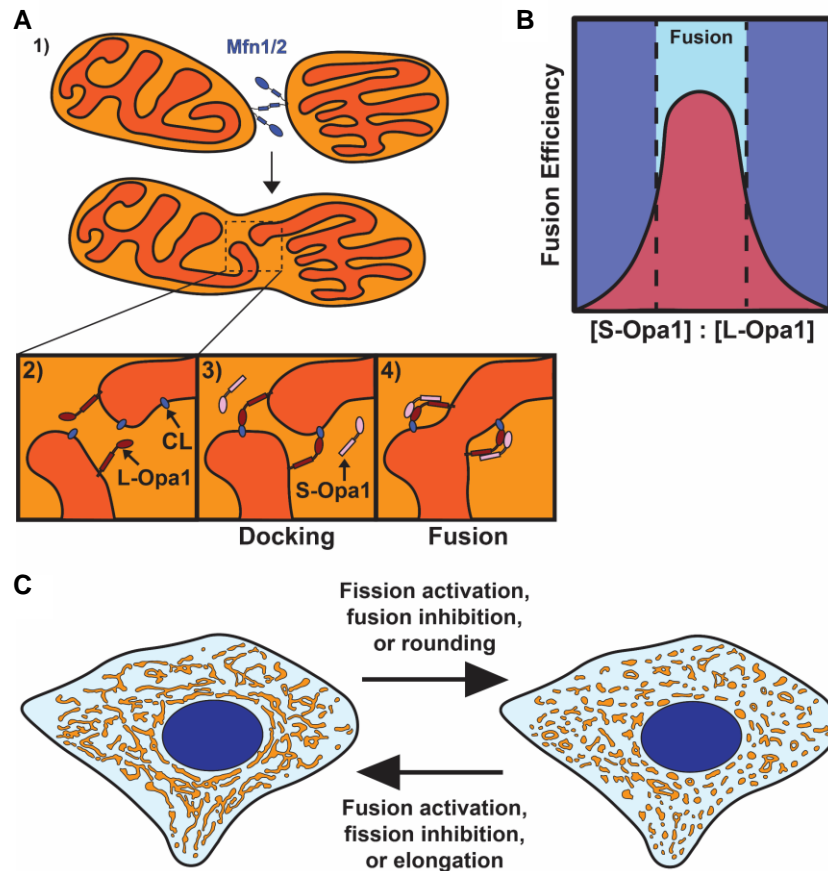 A
1)
Mfn1/2
2)
CL
L-Opa1
3)
S-Opa1
4)
Docking
Fusion
B
Fusion
Fusion Efficiency
[S-Opa1] : [L-Opa1]
C
Fission activation,
fusion inhibition,
or rounding
Fusion activation,
fission inhibition,
or elongation